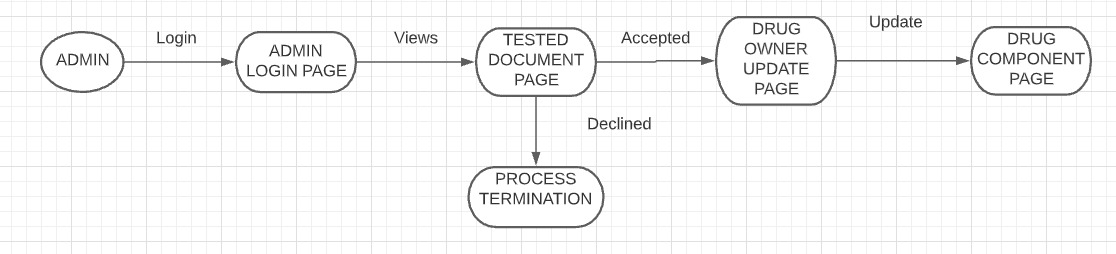 ADMIN
Login
ADMIN
LOGIN PAGE
Views
TESTED
DOCUMENT
PAGE
Accepted
DRUG
OWNER
UPDATE
PAGE
Update
DRUG
COMPONENT
PAGE
Declined
PROCESS
TERMINATION